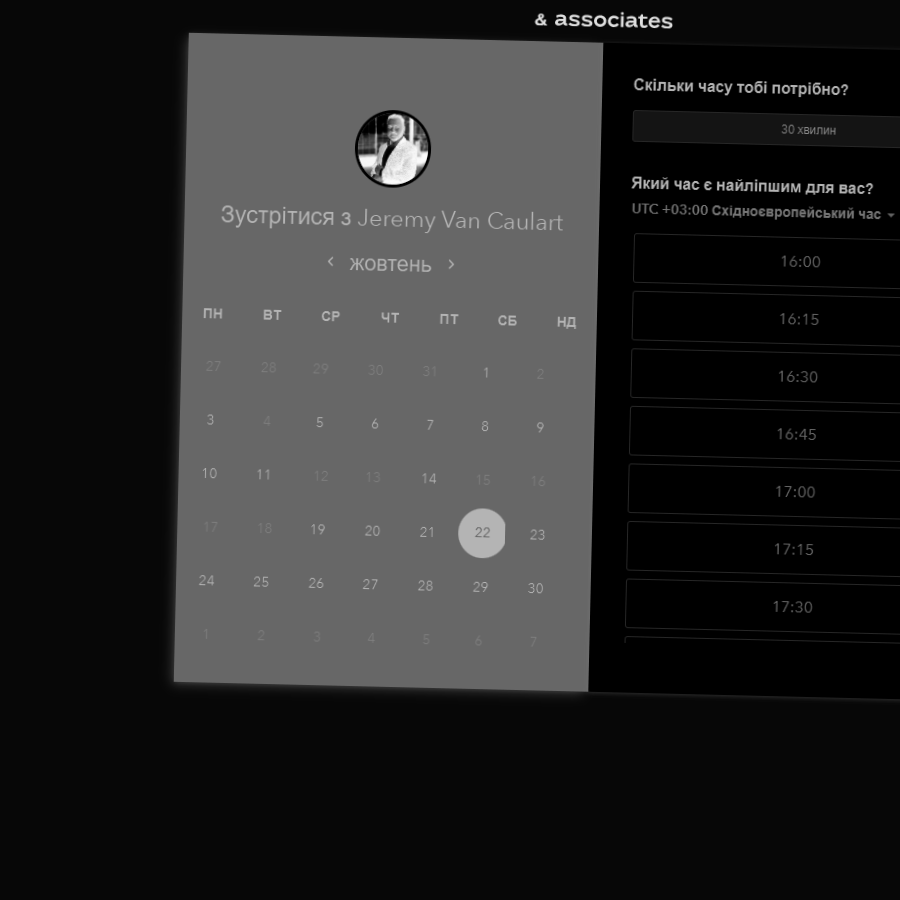 & associates
Зустрітися з Jeremy Van Caulart
жовтень
ПН ВТ СР ЧТ ПТ СБ НД
27 28 29 30 31 1 2
3 4 5 6 7 8 9
10 11 12 13 14 15 16
17 18 19 20 21 22 23
24 25 26 27 28 29 30
1 2 3 4 5 6 7
Скільки часу тобі потрібно?
30 хвилин
Який час є найліпшим для вас?
UTC +03:00 Східноєвропейський час
16:00
16:15
16:30
16:45
17:00
17:15
17:30